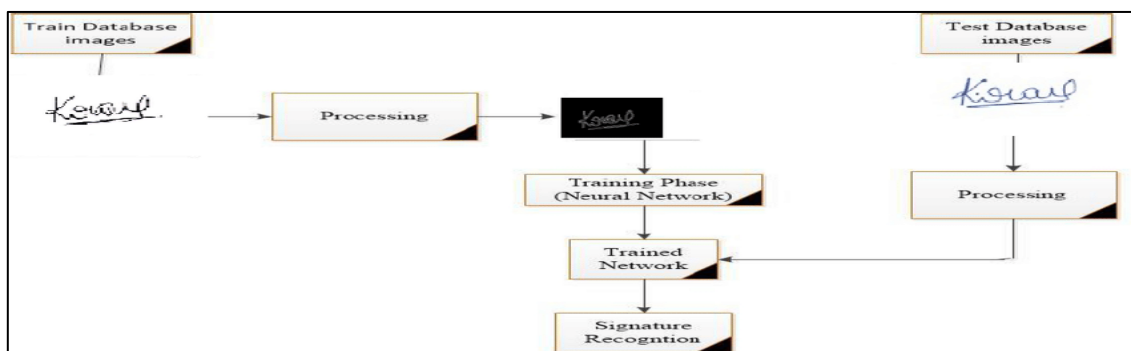 Train Database
images
Test Database
images
Processing
Training Phase
(Neural Network)
Processing
Trained
Network
Signature
Recogntion